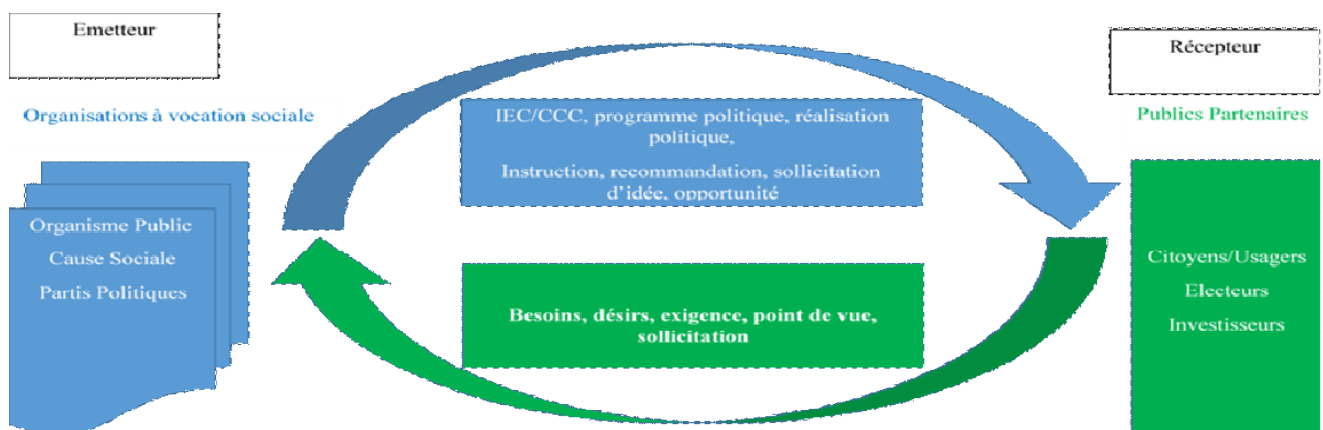 Emetteur
Récepteur
Organisations à vocation sociale
Publics Partenaires
IEC/CCC, programme politique, réalisation
politique,
Instruction, recommandation, sollicitation
d'idée, opportunité
Organisme Public
Cause Sociale
Partis Politiques
Citoyens/Usagers
Electeurs
Investisseurs
Besoins, désirs, exigence, point de vue,
sollicitation